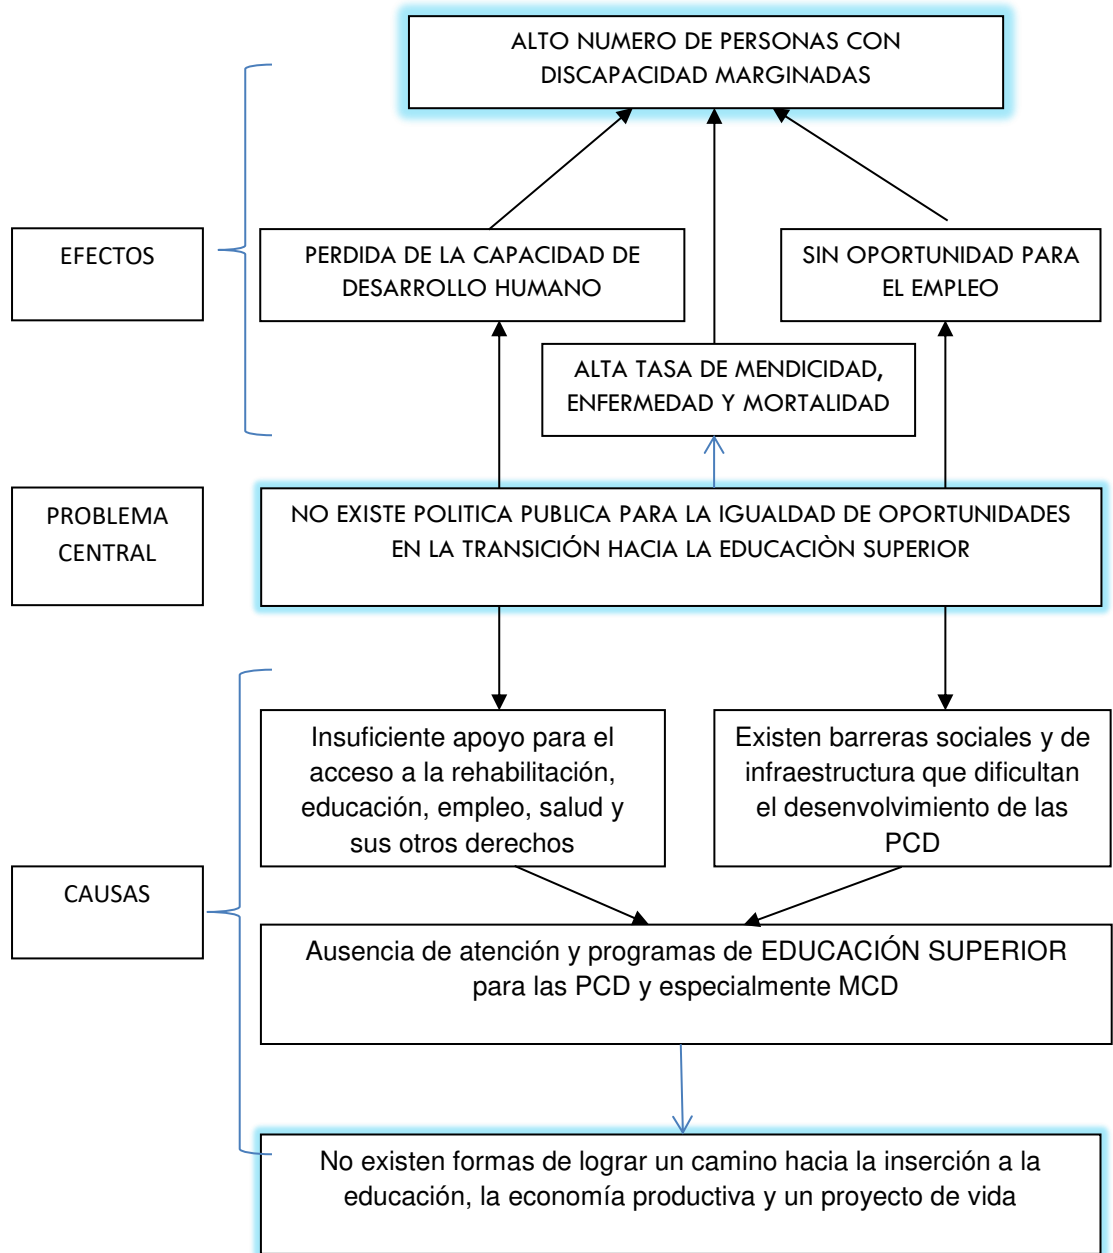 ALTO NUMERO DE PERSONAS CON
DISCAPACIDAD MARGINADAS
EFECTOS
PERDIDA DE LA CAPACIDAD DE
DESARROLLO HUMANO
SIN OPORTUNIDAD PARA
EL EMPLEO
ALTA TASA DE MENDICIDAD,
ENFERMEDAD Y MORTALIDAD
PROBLEMA
CENTRAL
NO EXISTE POLITICA PUBLICA PARA LA IGUALDAD DE OPORTUNIDADES
EN LA TRANSICIÓN HACIA LA EDUCACIÒN SUPERIOR
Insuficiente apoyo para el
acceso a la rehabilitación,
educación, empleo, salud y
sus otros derechos
Existen barreras sociales y de
infraestructura que dificultan
el desenvolvimiento de las
PCD
CAUSAS
Ausencia de atención y programas de EDUCACIÓN SUPERIOR
para las PCD y especialmente MCD
No existen formas de lograr un camino hacia la inserción a la
educación, la economía productiva y un proyecto de vida